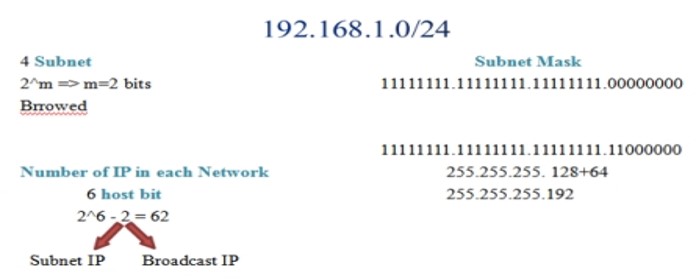 192.168.1.0/24
4 Subnet
2^m => m=2 bits
Brrowed
Subnet Mask
11111111.11111111.11111111.00000000
11111111.11111111.11111111.11000000
255.255.255. 128+64
255.255.255.192
Number of IP in each Network
6 host bit
2^6 - 2 = 62
Subnet IP Broadcast IP